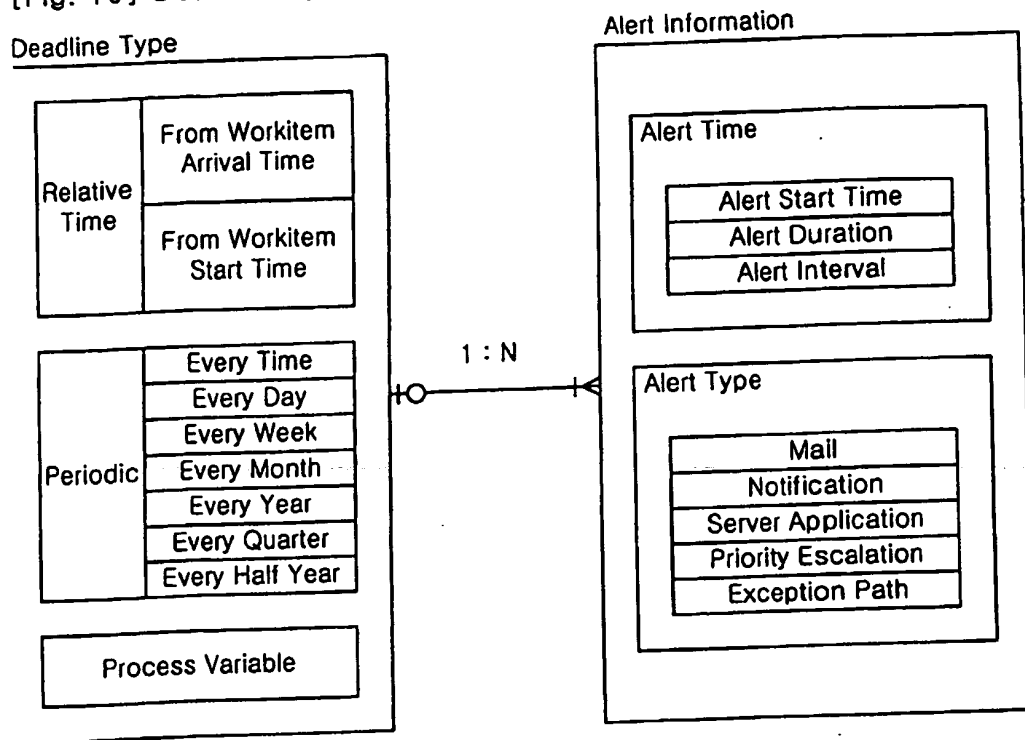 Deadline Type
Relative
Time
From Workitem
Arrival Time
From Workitem
Start Time
Periodic
Every Time
Every Day
Every Week
Every Month
Every Year
Every Quarter
Every Half Year
Process Variable
1 : N
Alert Information
Alert Time
Alert Start Time
Alert Duration
Alert Interval
Alert Type
Mail
Notification
Server Application
Priority Escalation
Exception Path